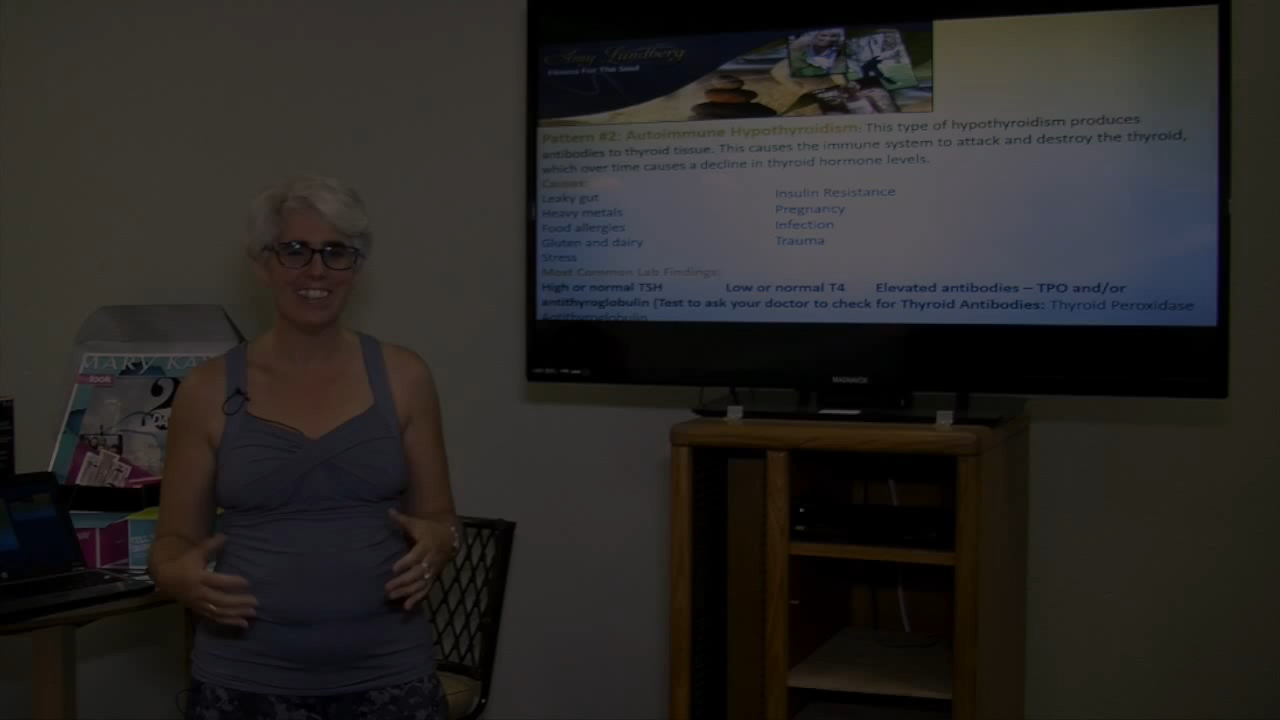 Amy Lundberg
Fitness For The Soul
Pattern #2: Autoimmune Hypothyroidism: This type of hypothyroidism produces
antibodies to thyroid tissue. This causes the immune system to attack and destroy the thyroid,
which over time causes a decline in thyroid hormone levels.
Causes:
Leaky gut
Heavy metals
Food allergies
Gluten and dairy
Stress
Insulin Resistance
Pregnancy
Infection
Trauma
Most Common Lab Findings:
High or normal TSH Low or normal T4 Elevated antibodies – TPO and/or
antithyroglobulin (Test to ask your doctor to check for Thyroid Antibodies: Thyroid Peroxidase
Antithyroglobulin
MAGNAVOX
MARY KA